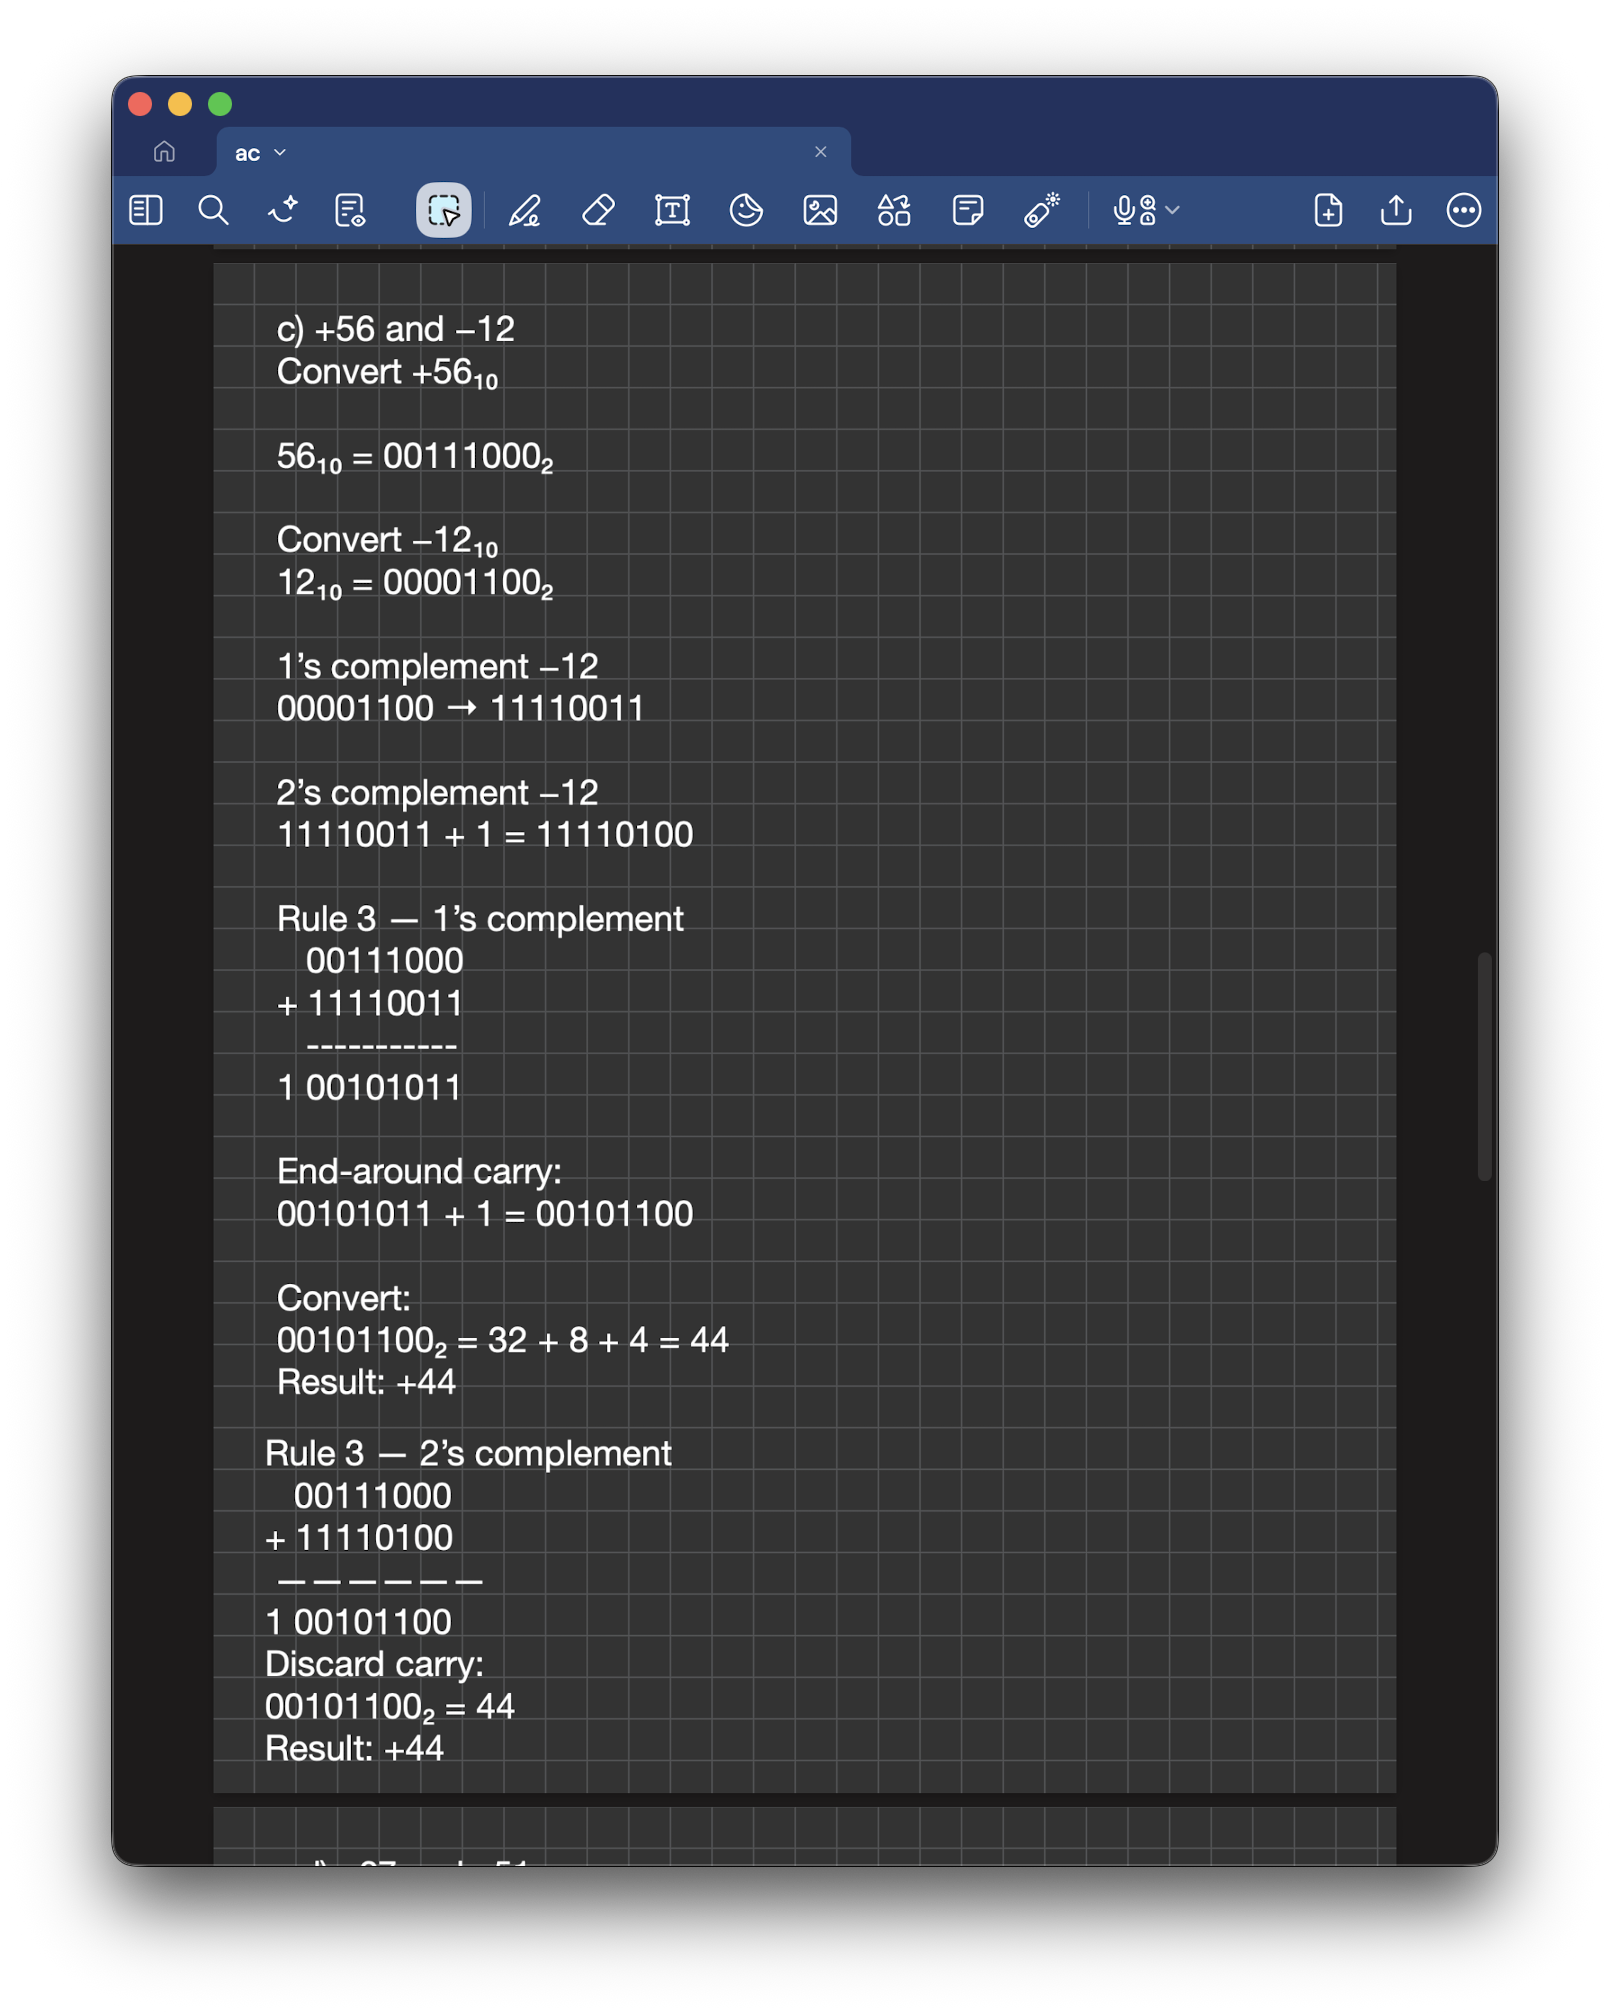 ac
c) +56 and –12
Convert +56₁₀
56₁₀ = 00111000₂
Convert –12₁₀
12₁₀ = 00001100₂
1’s complement –12
00001100 → 11110011
2’s complement –12
11110011 + 1 = 11110100
Rule 3 — 1’s complement
00111000
+ 11110011
-----------
1 00101011
End-around carry:
00101011 + 1 = 00101100
Convert:
00101100₂ = 32 + 8 + 4 = 44
Result: +44
Rule 3 — 2’s complement
00111000
+ 11110100
— — — — — —
1 00101100
Discard carry:
00101100₂ = 44
Result: +44